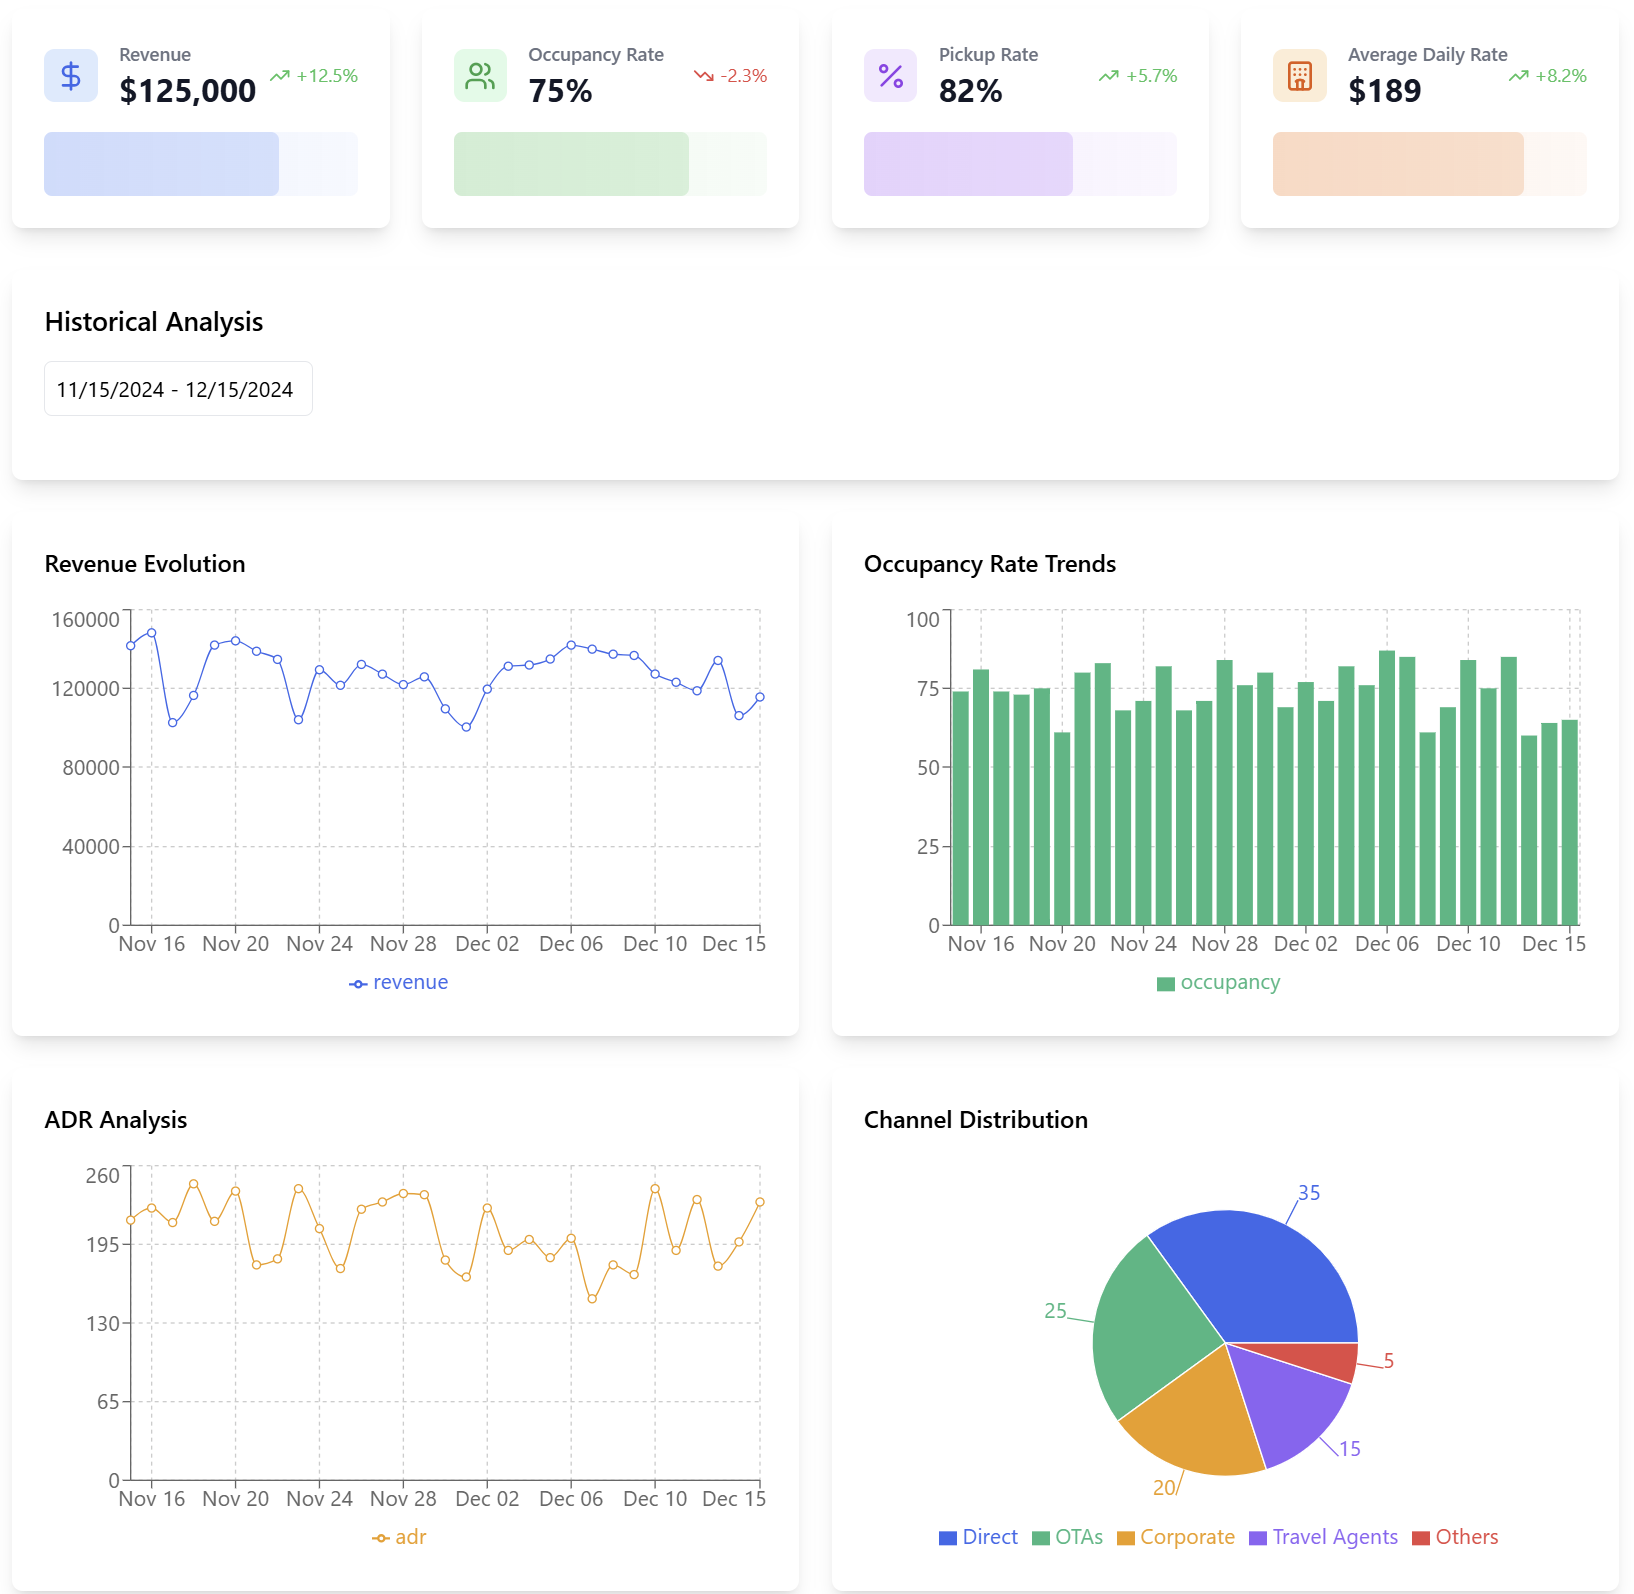 Revenue
$125,000
+12.5%
Occupancy Rate
75%
-2.3%
Pickup Rate
82%
+5.7%
Average Daily Rate
$189
+8.2%
Historical Analysis
11/15/2024 - 12/15/2024
Revenue Evolution
160000
120000
80000
40000
0
Nov 16 Nov 20 Nov 24 Nov 28 Dec 02 Dec 06 Dec 10 Dec 15
revenue
Occupancy Rate Trends
100
75
50
25
0
Nov 16 Nov 20 Nov 24 Nov 28 Dec 02 Dec 06 Dec 10 Dec 15
occupancy
ADR Analysis
260
195
130
65
0
Nov 16 Nov 20 Nov 24 Nov 28 Dec 02 Dec 06 Dec 10 Dec 15
adr
Channel Distribution
35
25
5
15
20
Direct OTAs Corporate Travel Agents Others